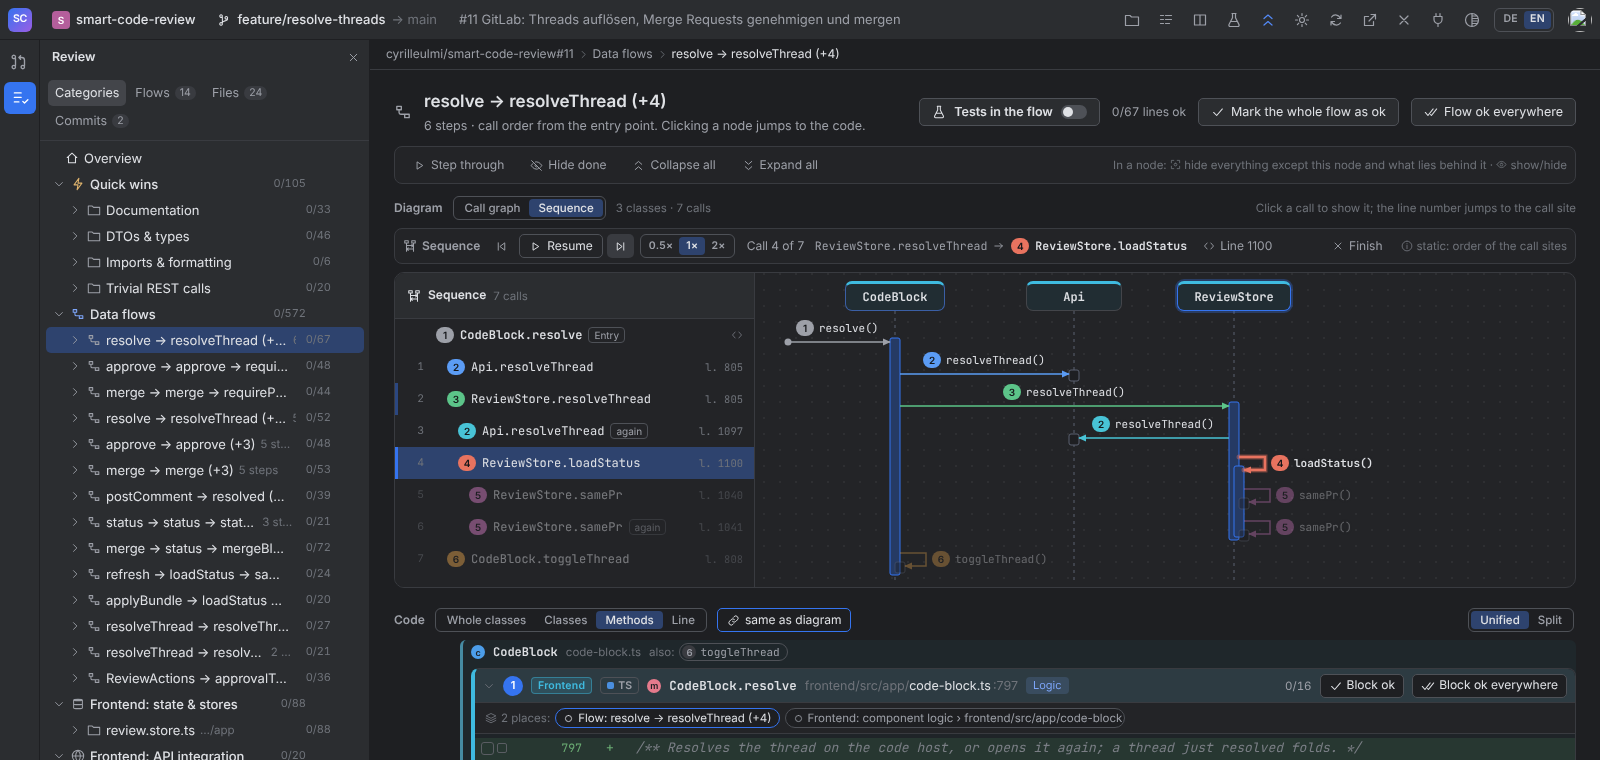 SC
S smart-code-review feature/resolve-threads → main #11 GitLab: Threads auflösen, Merge Requests genehmigen und mergen DE EN
Review
Categories Flows 14 Files 24
Commits 2
Overview
Quick wins 0/105
Documentation 0/33
DTOs & types 0/46
Imports & formatting 0/6
Trivial REST calls 0/20
Data flows 0/572
resolve → resolveThread (+... 0/67
approve → approve → requi... 0/48
merge → merge → requireP... 0/44
resolve → resolveThread (+... 0/52
approve → approve (+3) 5 st... 0/48
merge → merge (+3) 5 steps 0/53
postComment → resolved (... 0/39
status → status → stat... 3 st... 0/21
merge → status → mergeBl... 0/72
refresh → loadStatus → sa... 0/24
applyBundle → loadStatus ... 0/20
resolveThread → resolveThr... 0/27
resolveThread → resolv... 2 ... 0/21
ReviewActions → approvalT... 0/36
Frontend: state & stores 0/88
review.store.ts .../app 0/88
Frontend: API integration 0/20
cyrilleulmi/smart-code-review#11 › Data flows › resolve → resolveThread (+4)
resolve → resolveThread (+4)
6 steps · call order from the entry point. Clicking a node jumps to the code.
Tests in the flow 0/67 lines ok Mark the whole flow as ok Flow ok everywhere
Step through Hide done Collapse all Expand all In a node: hide everything except this node and what lies behind it · show/hide
Diagram Call graph Sequence 3 classes · 7 calls Click a call to show it; the line number jumps to the call site
Sequence Resume 0.5× 1× 2× Call 4 of 7 ReviewStore.resolveThread → 4 ReviewStore.loadStatus Line 1100 Finish static: order of the call sites
Sequence 7 calls
1 CodeBlock.resolve Entry
1 2 Api.resolveThread l. 805
2 3 ReviewStore.resolveThread l. 805
3 2 Api.resolveThread again l. 1097
4 4 ReviewStore.loadStatus l. 1100
5 5 ReviewStore.samePr l. 1040
6 5 ReviewStore.samePr again l. 1041
7 6 CodeBlock.toggleThread l. 808
CodeBlock Api ReviewStore
1 resolve()
2 resolveThread()
3 resolveThread()
2 resolveThread()
4 loadStatus()
5 samePr()
5 samePr()
6 toggleThread()
Code Whole classes Classes Methods Line same as diagram Unified Split
c CodeBlock code-block.ts also: 6 toggleThread
1 Frontend TS m CodeBlock.resolve frontend/src/app/code-block.ts:797 Logic 0/16 Block ok Block ok everywhere
2 places: Flow: resolve → resolveThread (+4) Frontend: component logic › frontend/src/app/code-block
797 + /** Resolves the thread on the code host, or opens it again; a thread just resolved folds. */